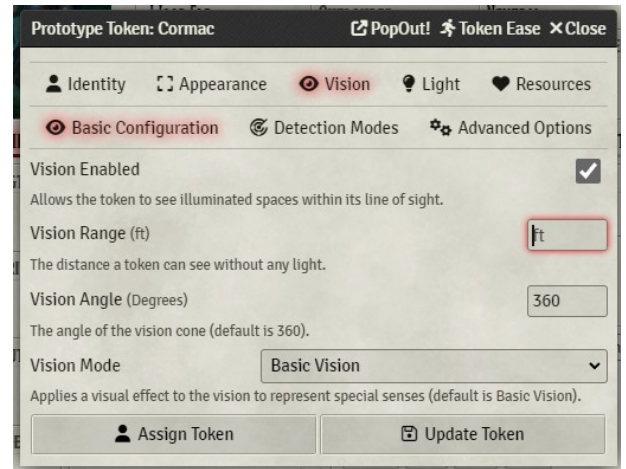 Prototype Token: Cormac PopOut! Token Ease Close
Identity Appearance Vision Light Resources
Basic Configuration Detection Modes Advanced Options
Vision Enabled
Allows the token to see illuminated spaces within its line of sight.
Vision Range (ft)
ft
The distance a token can see without any light.
Vision Angle (Degrees)
360
The angle of the vision cone (default is 360).
Vision Mode
Basic Vision
Applies a visual effect to the vision to represent special senses (default is Basic Vision).
Assign Token Update Token